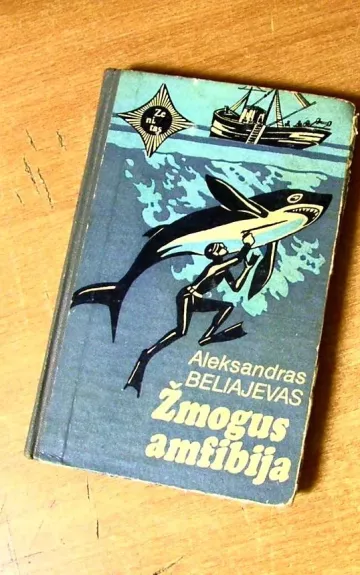 Ze
ni
tas
Aleksandras
BELIAJEVAS
Žmogus
amfibija